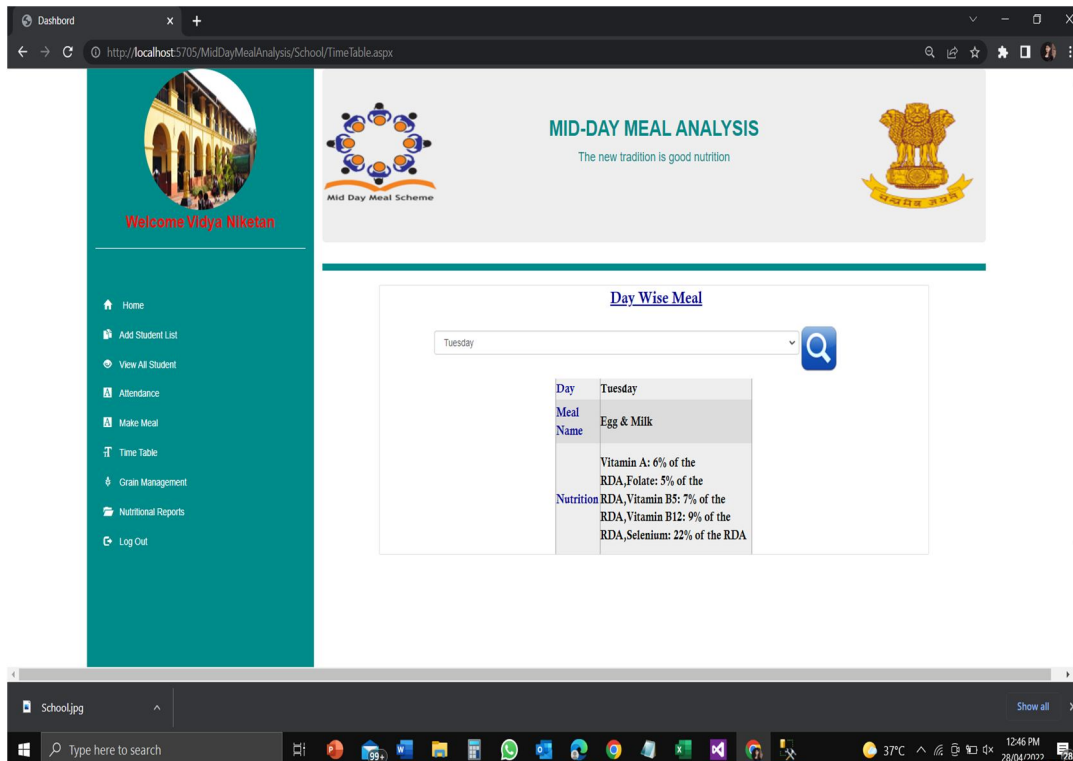 Dashbord
http://localhost:5705/MidDayMealAnalysis/School/TimeTable.aspx
Welcome Vidya Niketan
Home
Add Student List
View All Student
Attendance
Make Meal
Time Table
Grain Management
Nutritional Reports
Log Out
Mid Day Meal Scheme
MID-DAY MEAL ANALYSIS
The new tradition is good nutrition
सत्यमेव जयते
Day Wise Meal
Tuesday
Day Tuesday
Meal
Name
Egg & Milk
Nutrition
Vitamin A: 6% of the
RDA,Folate: 5% of the
RDA,Vitamin B5: 7% of the
RDA,Vitamin B12: 9% of the
RDA,Selenium: 22% of the RDA
School.jpg
Show all
Type here to search
99+
37°C
12:46 PM
28/04/2022
28